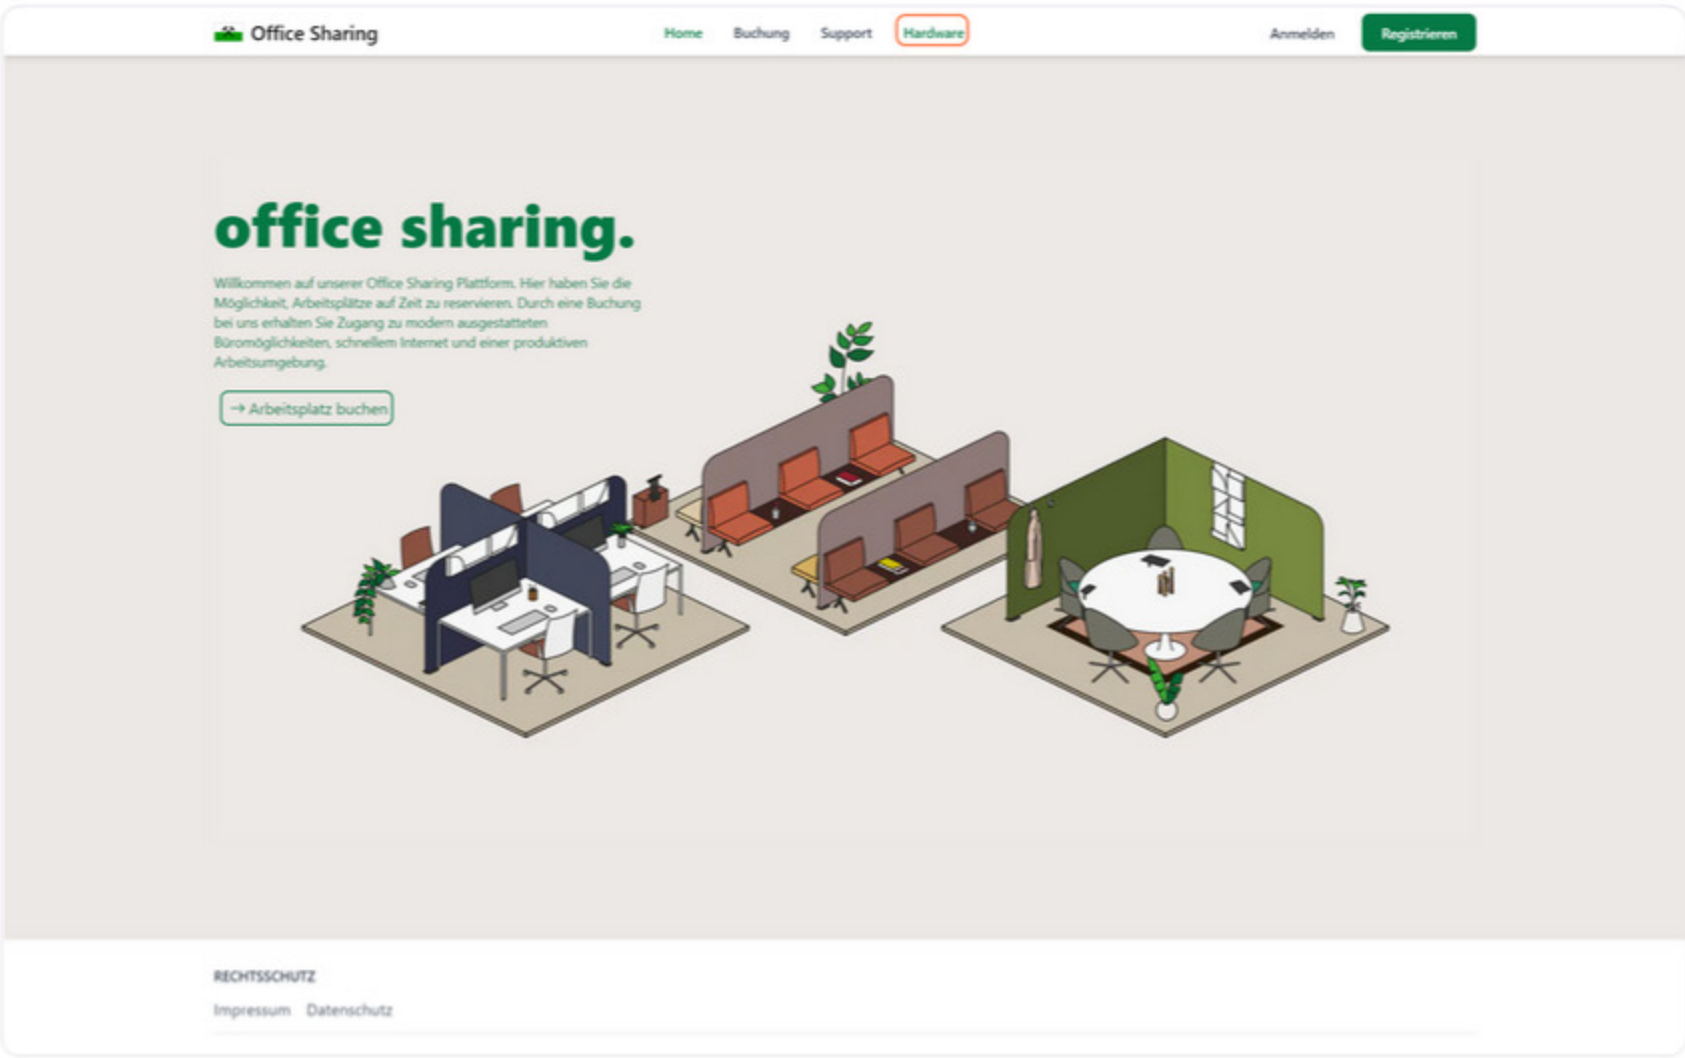 Office Sharing
Home Buchung Support Hardware
Anmelden Registrieren
office sharing.
Willkommen auf unserer Office Sharing Plattform. Hier haben Sie die
Möglichkeit, Arbeitsplätze auf Zeit zu reservieren. Durch eine Buchung
bei uns erhalten Sie Zugang zu modern ausgestatteten
Büromöglichkeiten, schnellem Internet und einer produktiven
Arbeitsumgebung.
→ Arbeitsplatz buchen
RECHTSSCHUTZ
Impressum Datenschutz